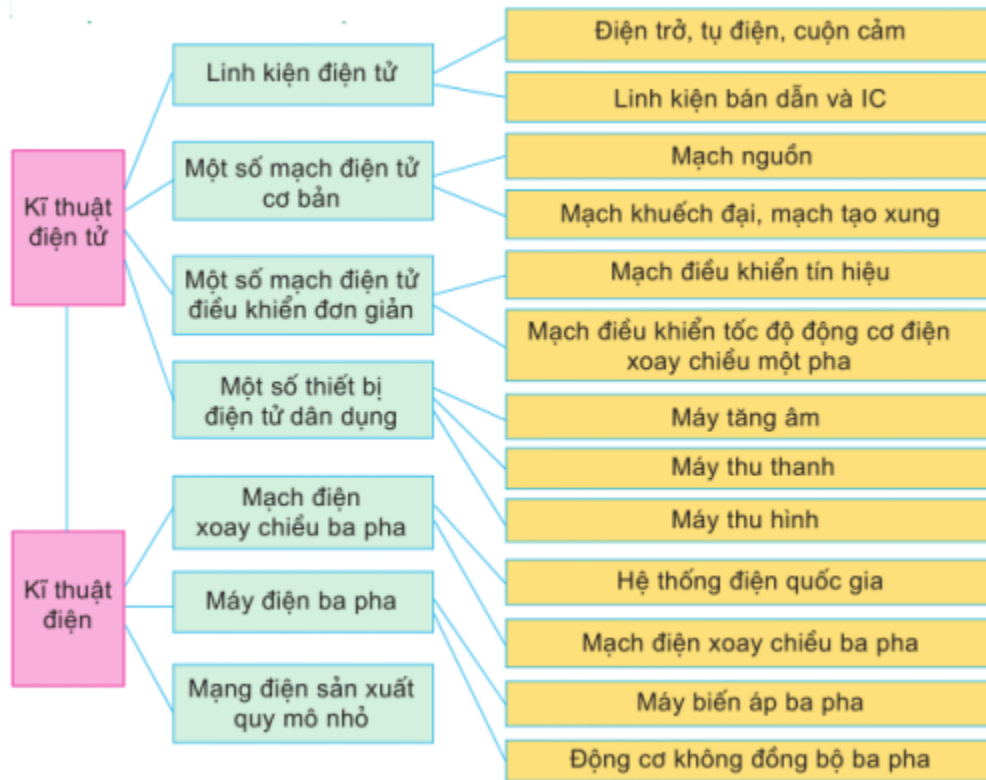 Kĩ thuật
điện tử
Linh kiện điện tử
Điện trở, tụ điện, cuộn cảm
Linh kiện bán dẫn và IC
Một số mạch điện tử
cơ bản
Mạch nguồn
Mạch khuếch đại, mạch tạo xung
Một số mạch điện tử
điều khiển đơn giản
Mạch điều khiển tín hiệu
Mạch điều khiển tốc độ động cơ điện
xoay chiều một pha
Một số thiết bị
điện tử dân dụng
Máy tăng âm
Máy thu thanh
Máy thu hình
Kĩ thuật
điện
Mạch điện
xoay chiều ba pha
Hệ thống điện quốc gia
Mạch điện xoay chiều ba pha
Máy điện ba pha
Máy biến áp ba pha
Động cơ không đồng bộ ba pha
Mạng điện sản xuất
quy mô nhỏ